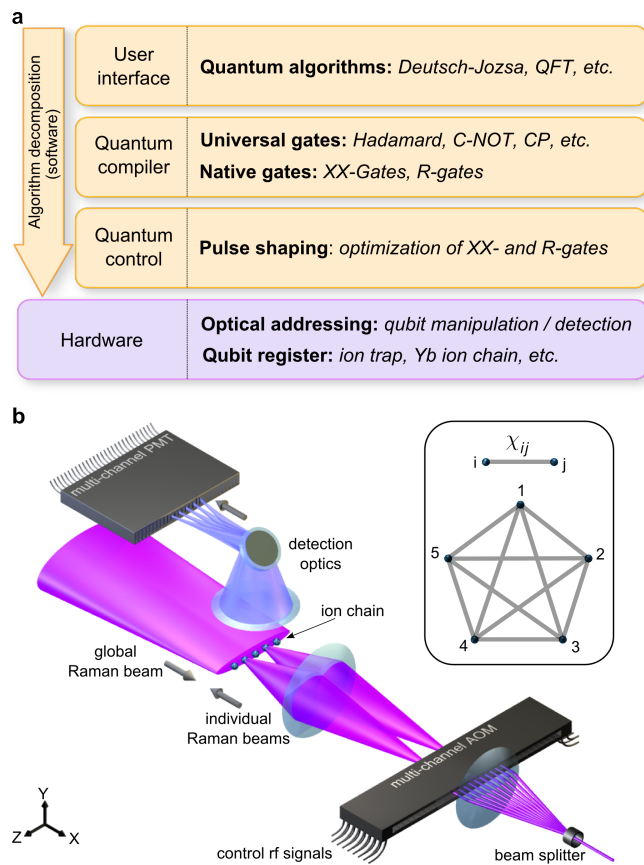 a
Algorithm decomposition
(software)
User
interface
Quantum algorithms: Deutsch-Jozsa, QFT, etc.
Quantum
compiler
Universal gates: Hadamard, C-NOT, CP, etc.
Native gates: XX-Gates, R-gates
Quantum
control
Pulse shaping: optimization of XX- and R-gates
Hardware
Optical addressing: qubit manipulation / detection
Qubit register: ion trap, Yb ion chain, etc.
b
multi-channel PMT
detection
optics
ion chain
global
Raman beam
individual
Raman beams
multi-channel AOM
control rf signals
beam splitter
Y
Z
X
χij
i
j
1
5
2
4
3